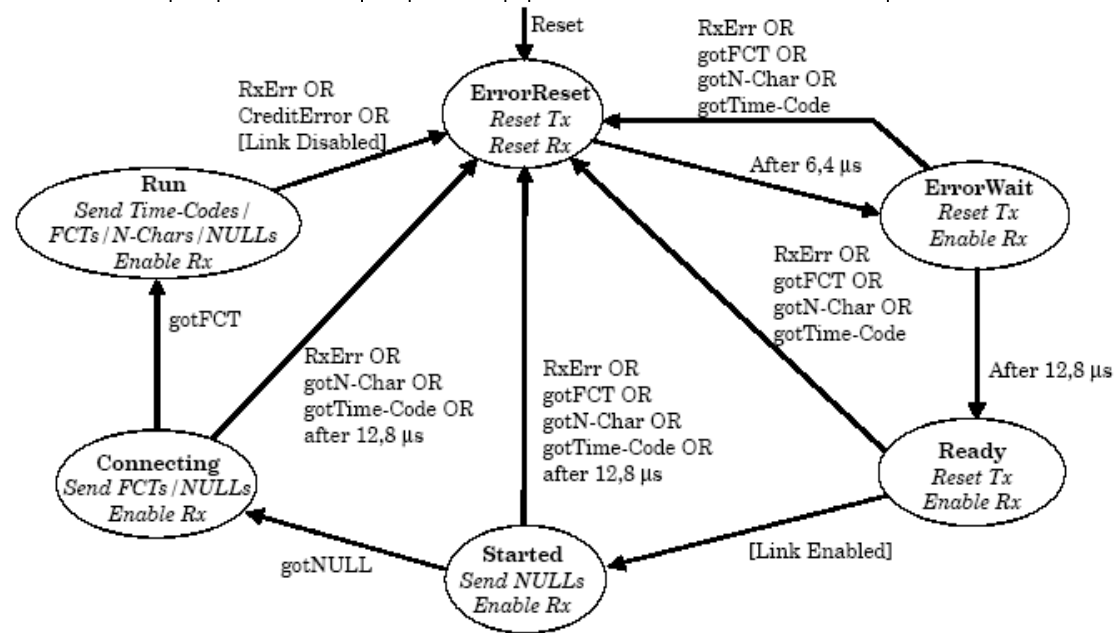 Reset
RxErr OR
gotFCT OR
gotN-Char OR
gotTime-Code
RxErr OR
CreditError OR
[Link Disabled]
ErrorReset
Reset Tx
Reset Rx
After 6,4 µs
ErrorWait
Reset Tx
Enable Rx
Run
Send Time-Codes/
FCTs/N-Chars/NULLs
Enable Rx
RxErr OR
gotFCT OR
gotN-Char OR
gotTime-Code
gotFCT
RxErr OR
gotN-Char OR
gotTime-Code OR
after 12,8 µs
RxErr OR
gotFCT OR
gotN-Char OR
gotTime-Code OR
after 12,8 µs
After 12,8 µs
Connecting
Send FCTs/NULLs
Enable Rx
Ready
Reset Tx
Enable Rx
gotNULL
Started
Send NULLs
Enable Rx
[Link Enabled]